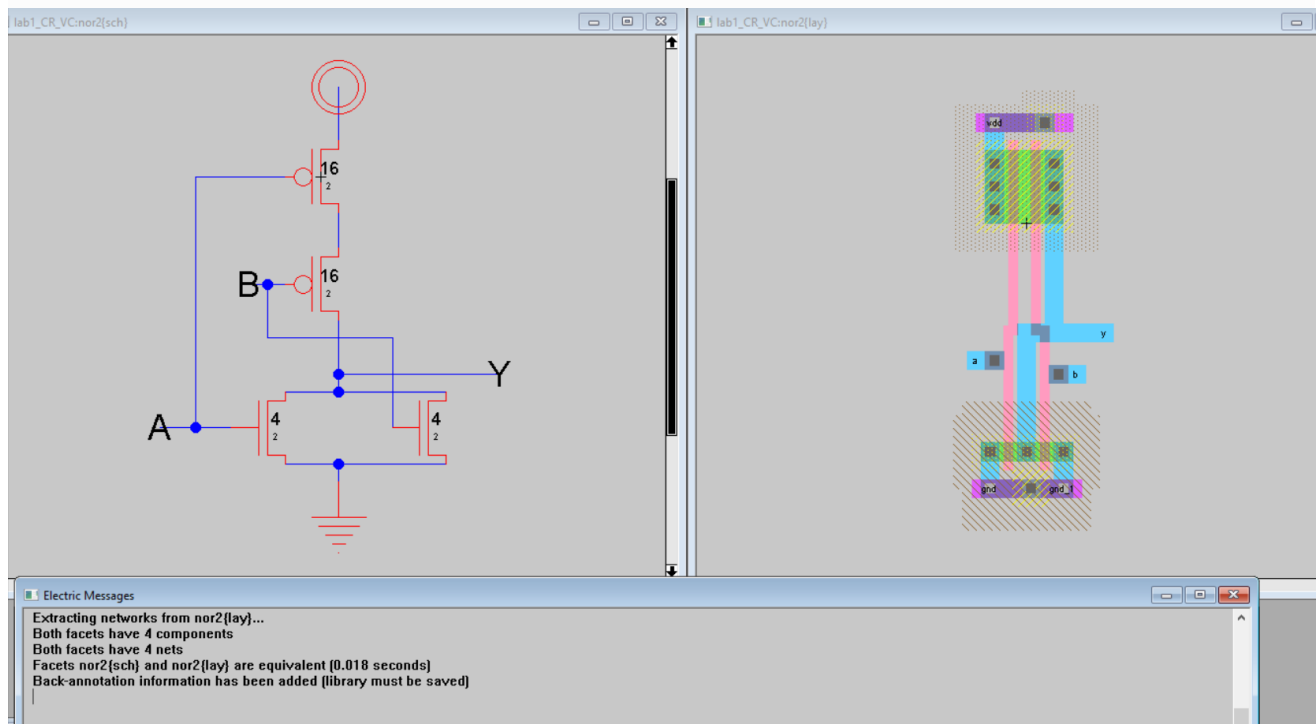 lab1_CR_VC:nor2{sch}
lab1_CR_VC:nor2{lay}
16
2
B
16
2
Y
A
4
2
4
2
vdd
y
a
b
gnd
gnd_1
Electric Messages
Extracting networks from nor2{lay}...
Both facets have 4 components
Both facets have 4 nets
Facets nor2{sch} and nor2{lay} are equivalent (0.018 seconds)
Back-annotation information has been added (library must be saved)